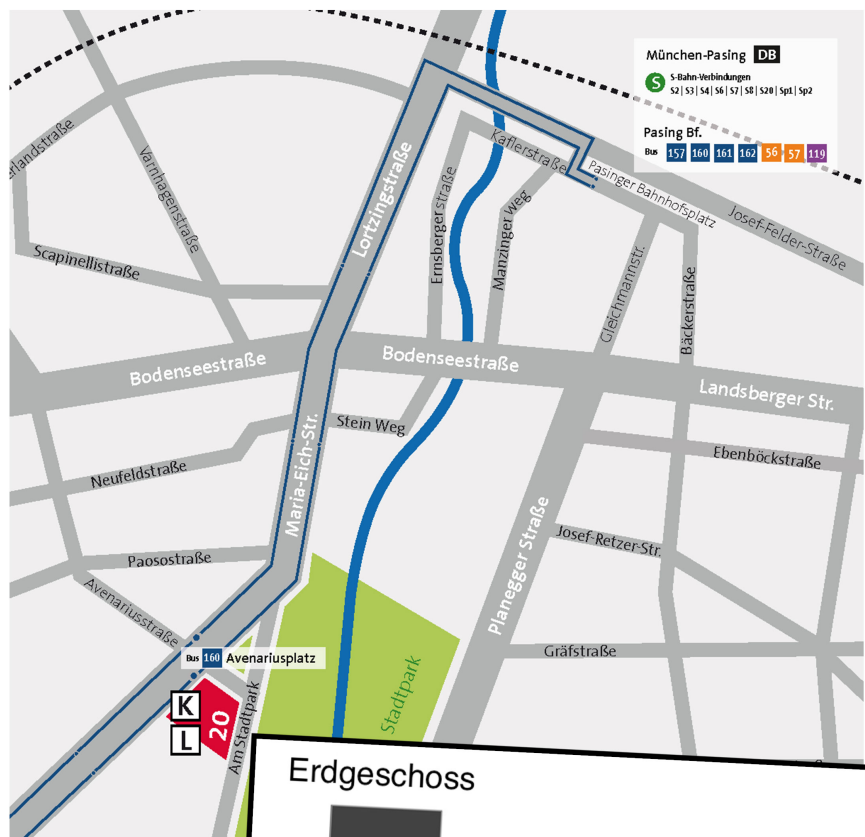 München-Pasing DB
S S-Bahn-Verbindungen
S2 | S3 | S4 | S6 | S7 | S8 | S20 | Sp1 | Sp2
Pasing Bf.
Bus 157 160 161 162 56 57 119
Kaflerstraße
Pasinger Bahnhofsplatz
Josef-Felder-Straße
Varnhagenstraße
Lortzingstraße
Ernsberger straße
Manzinger Weg
Gleichmannstr.
Bäckerstraße
Scapinellistraße
Bodenseestraße
Bodenseestraße
Landsberger Str.
Stein Weg
Maria-Eich-Str.
Neufeldstraße
Ebenböckstraße
Planegger Straße
Josef-Retzer-Str.
Paosostraße
Avenariusstraße
Gräfstraße
Bus 160 Avenariusplatz
Stadtpark
K
L
20
Am Stadtpark
Erdgeschoss